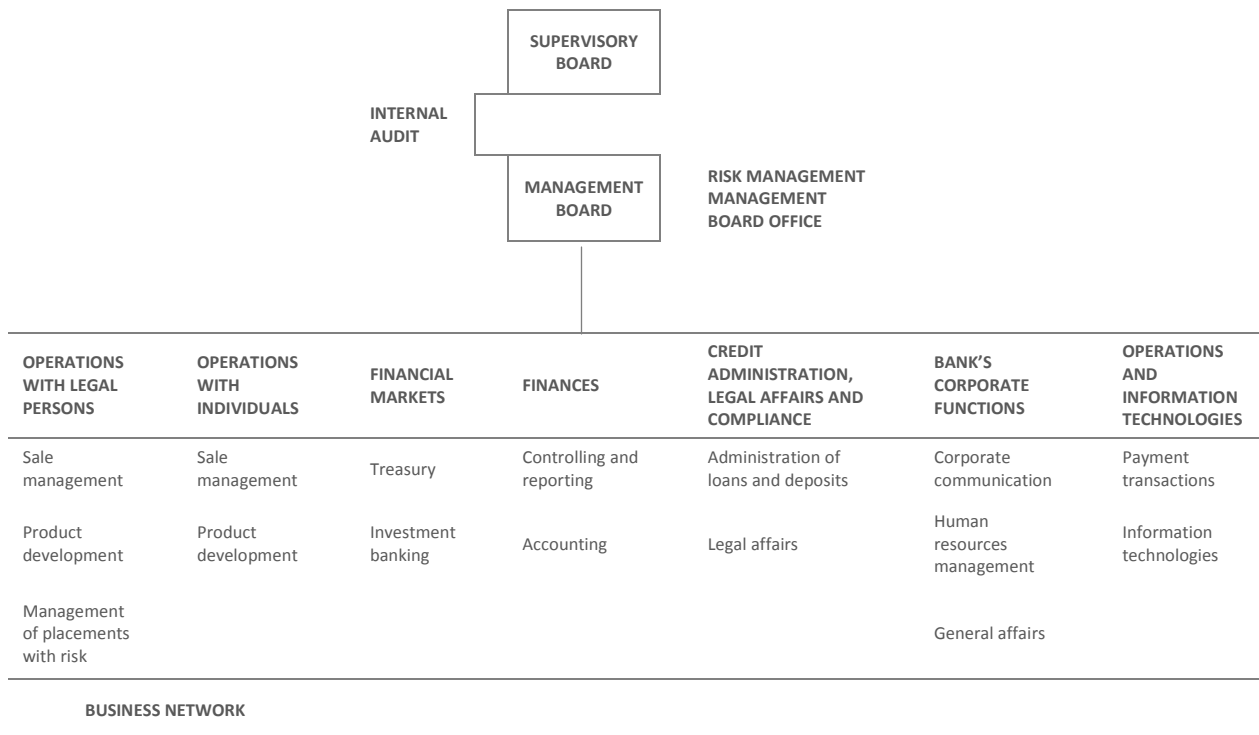 SUPERVISORY
BOARD
INTERNAL
AUDIT
MANAGEMENT
BOARD
RISK MANAGEMENT
MANAGEMENT
BOARD OFFICE
OPERATIONS
WITH LEGAL
PERSONS
OPERATIONS
WITH
INDIVIDUALS
FINANCIAL
MARKETS
FINANCES
CREDIT
ADMINISTRATION,
LEGAL AFFAIRS AND
COMPLIANCE
BANK’S
CORPORATE
FUNCTIONS
OPERATIONS
AND
INFORMATION
TECHNOLOGIES
Sale
management
Sale
management
Treasury
Controlling and
reporting
Administration of
loans and deposits
Corporate
communication
Payment
transactions
Product
development
Product
development
Investment
banking
Accounting
Legal affairs
Human
resources
management
Information
technologies
Management
of placements
with risk
General affairs
BUSINESS NETWORK